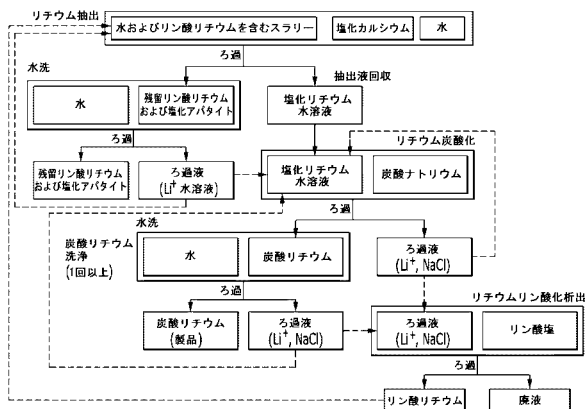 リチウム抽出
水およびリン酸リチウムを含むスラリー
塩化カルシウム
水
ろ過
水洗
抽出液回収
水
残留リン酸リチウム
および塩化アパタイト
塩化リチウム
水溶液
ろ過
リチウム炭酸化
残留リン酸リチウム
および塩化アパタイト
ろ過液
(Li⁺ 水溶液)
塩化リチウム
水溶液
炭酸ナトリウム
ろ過
水洗
炭酸リチウム
洗浄
(1回以上)
水
炭酸リチウム
ろ過液
(Li⁺, NaCl)
ろ過
リチウムリン酸化析出
炭酸リチウム
(製品)
ろ過液
(Li⁺, NaCl)
ろ過液
(Li⁺, NaCl)
リン酸塩
ろ過
リン酸リチウム
廃液